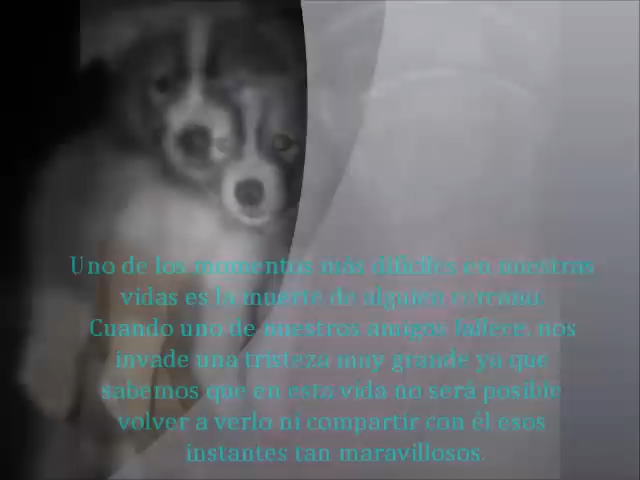 Uno de los momentos más difíciles en nuestras
vidas es la muerte de alguien cercano.
Cuando uno de nuestros amigos fallece, nos
invade una tristeza muy grande ya que
sabemos que en esta vida no será posible
volver a verlo ni compartir con él esos
instantes tan maravillosos.